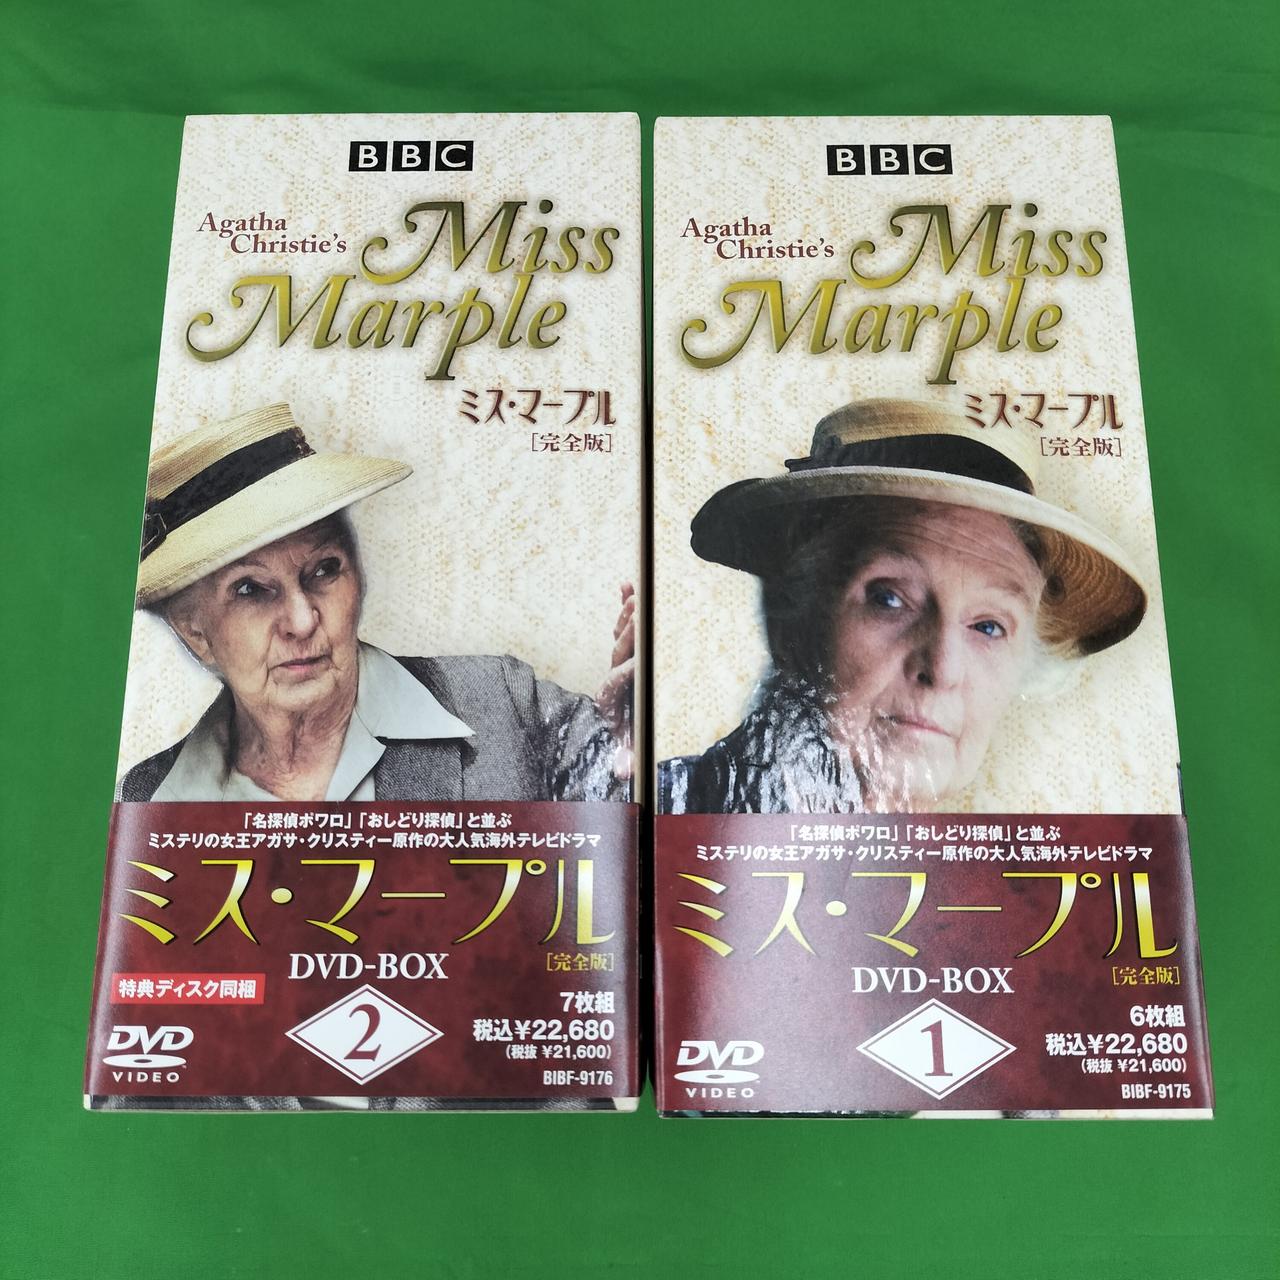 BBC
Agatha
Christie's
Miss
Marple
ミス・マープル
[完全版]
「名探偵ポワロ」「おしどり探偵」と並ぶ
ミステリの女王アガサ・クリスティー原作の大人気海外テレビドラマ
ミス・マープル
DVD-BOX
[完全版]
特典ディスク同梱
2
7枚組
税込¥22,680
(税抜 ¥21,600)
DVD
VIDEO
BIBF-9176
BBC
Agatha
Christie's
Miss
Marple
ミス・マープル
[完全版]
「名探偵ポワロ」「おしどり探偵」と並ぶ
ミステリの女王アガサ・クリスティー原作の大人気海外テレビドラマ
ミス・マープル
DVD-BOX
[完全版]
1
6枚組
税込¥22,680
(税抜 ¥21,600)
DVD
VIDEO
BIBF-9175